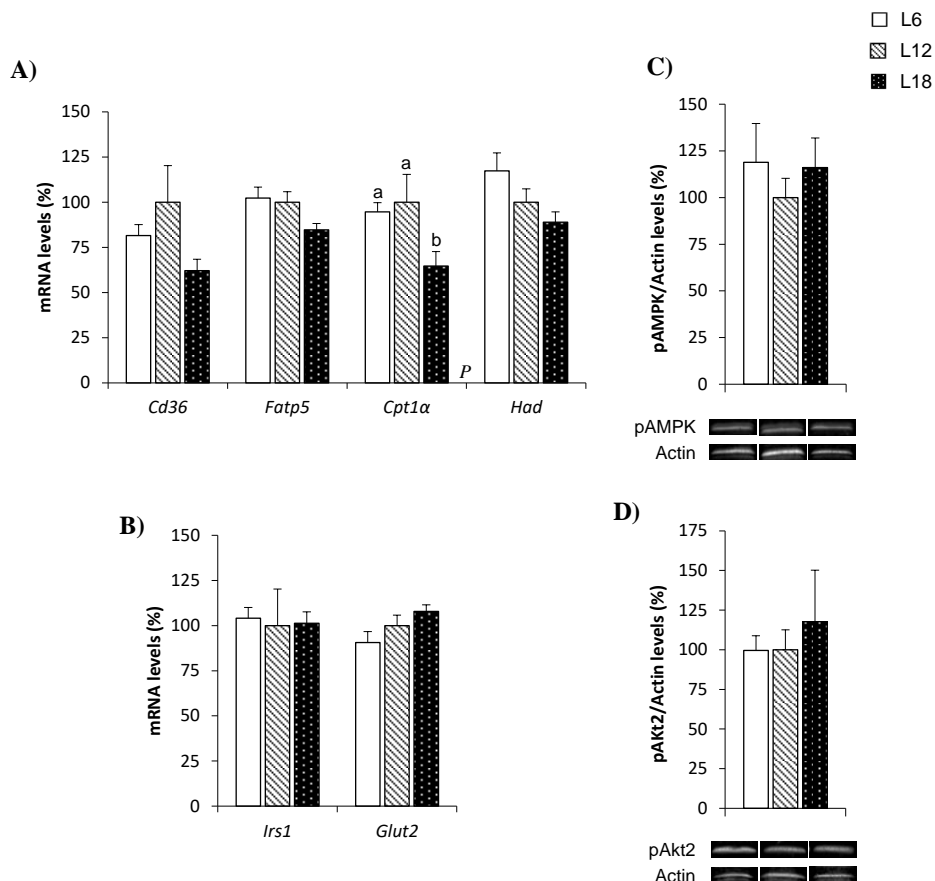 L6
L12
L18
A)
mRNA levels (%)
150
125
100
75
50
25
0
a
a
b
P
Cd36
Fatp5
Cpt1α
Had
C)
pAMPK/Actin levels (%)
150
125
100
75
50
25
0
pAMPK
Actin
B)
mRNA levels (%)
150
125
100
75
50
25
0
Irs1
Glut2
D)
pAKt2/Actin levels (%)
175
150
125
100
75
50
25
0
pAkt2
Actin